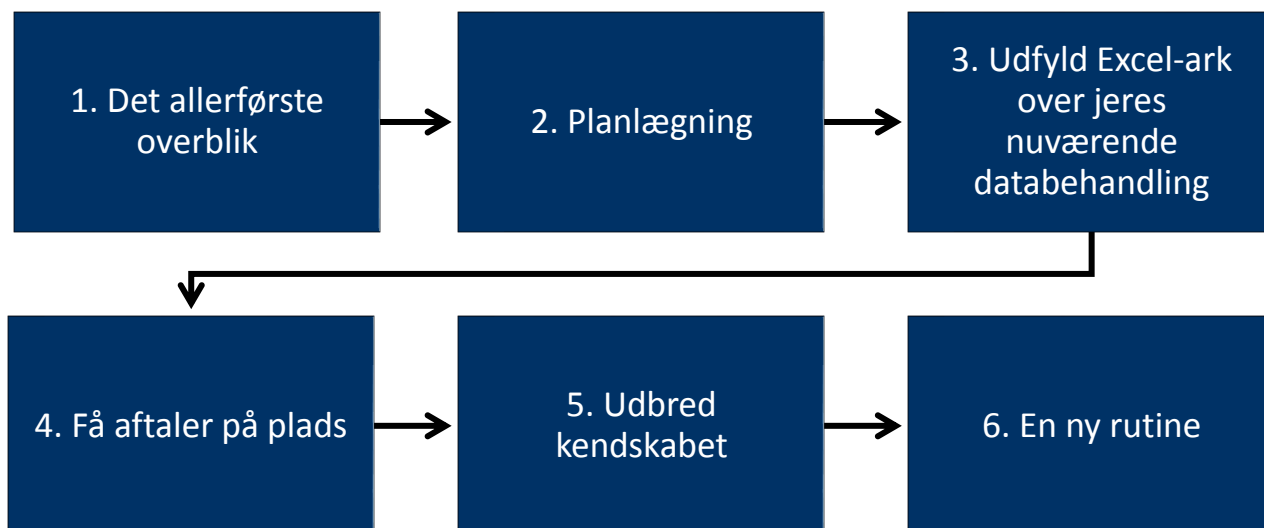 1. Det allerførste
overblik
2. Planlægning
3. Udfyld Excel-ark
over jeres
nuværende
databehandling
4. Få aftaler på plads
5. Udbred
kendskabet
6. En ny rutine